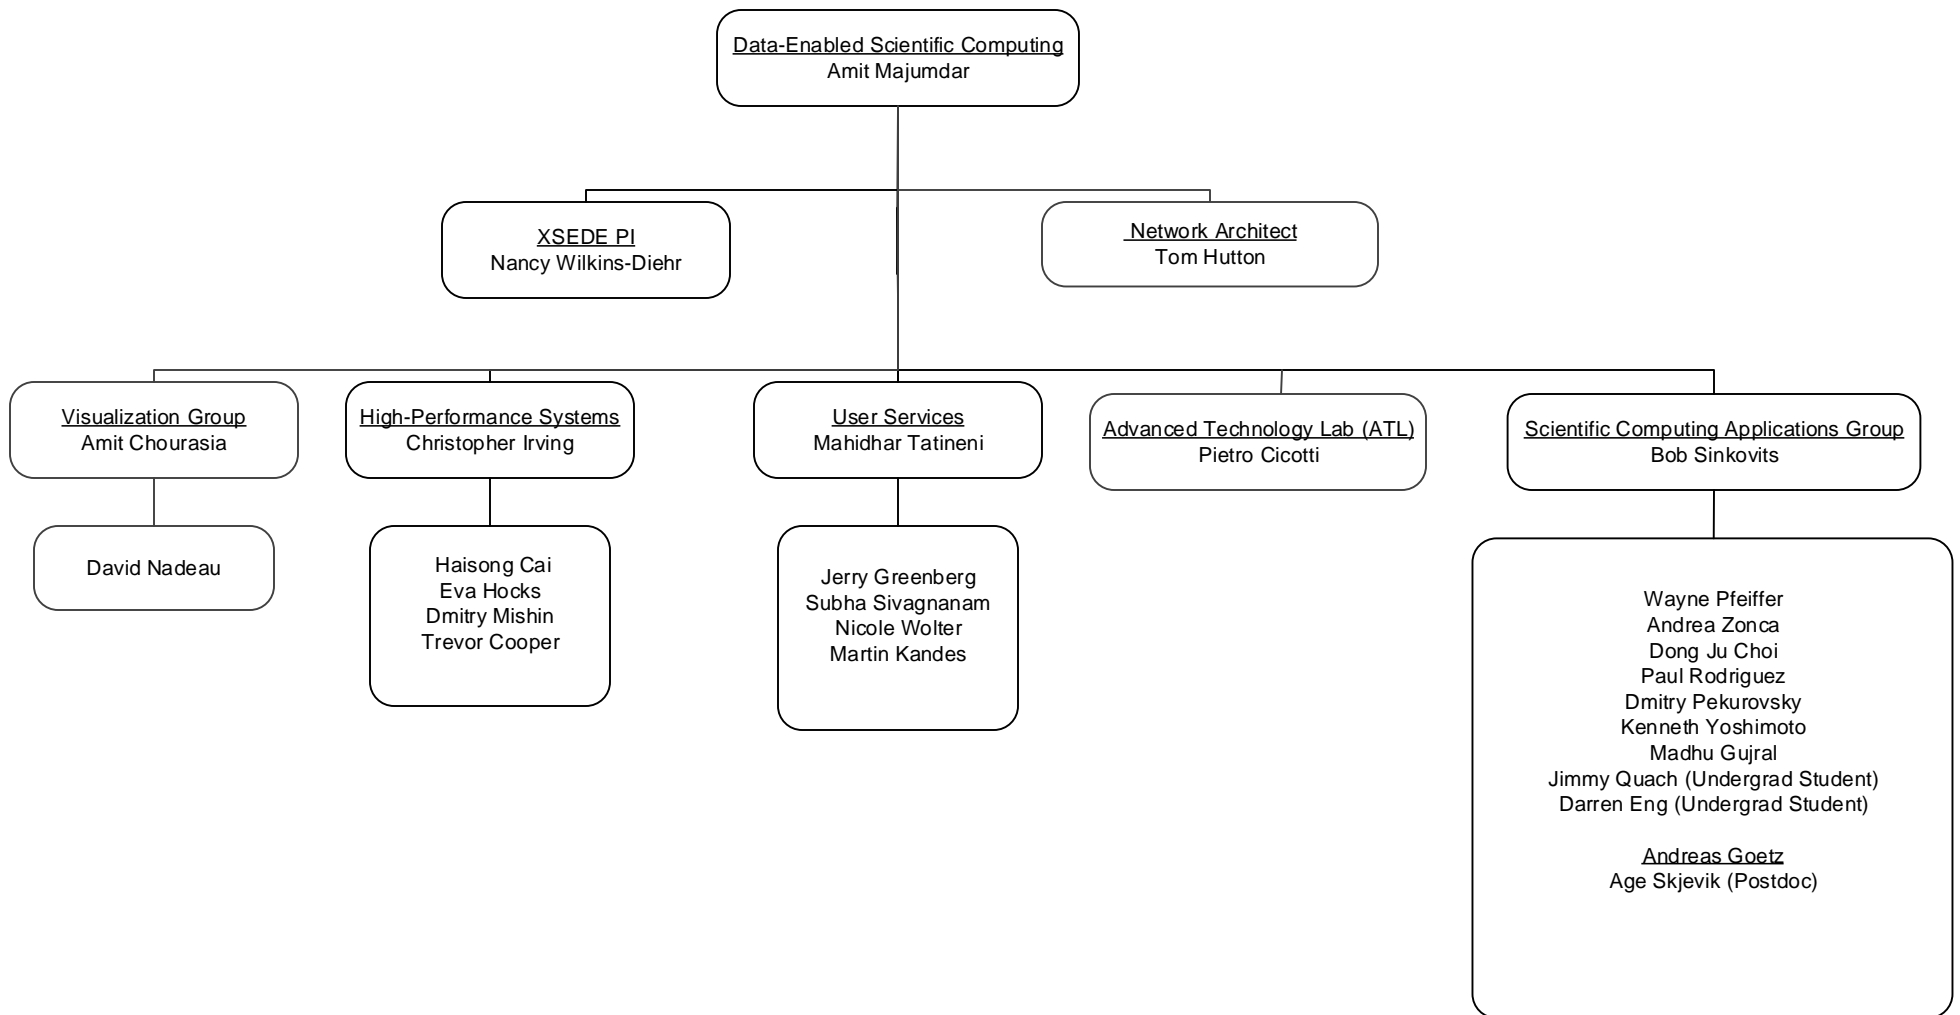 Data-Enabled Scientific Computing
Amit Majumdar
XSEDE PI
Nancy Wilkins-Diehr
Network Architect
Tom Hutton
Visualization Group
Amit Chourasia
High-Performance Systems
Christopher Irving
User Services
Mahidhar Tatineni
Advanced Technology Lab (ATL)
Pietro Cicotti
Scientific Computing Applications Group
Bob Sinkovits
David Nadeau
Haisong Cai
Eva Hocks
Dmitry Mishin
Trevor Cooper
Jerry Greenberg
Subha Sivagnanam
Nicole Wolter
Martin Kandes
Wayne Pfeiffer
Andrea Zonca
Dong Ju Choi
Paul Rodriguez
Dmitry Pekurovsky
Kenneth Yoshimoto
Madhu Gujral
Jimmy Quach (Undergrad Student)
Darren Eng (Undergrad Student)
Andreas Goetz
Age Skjevik (Postdoc)